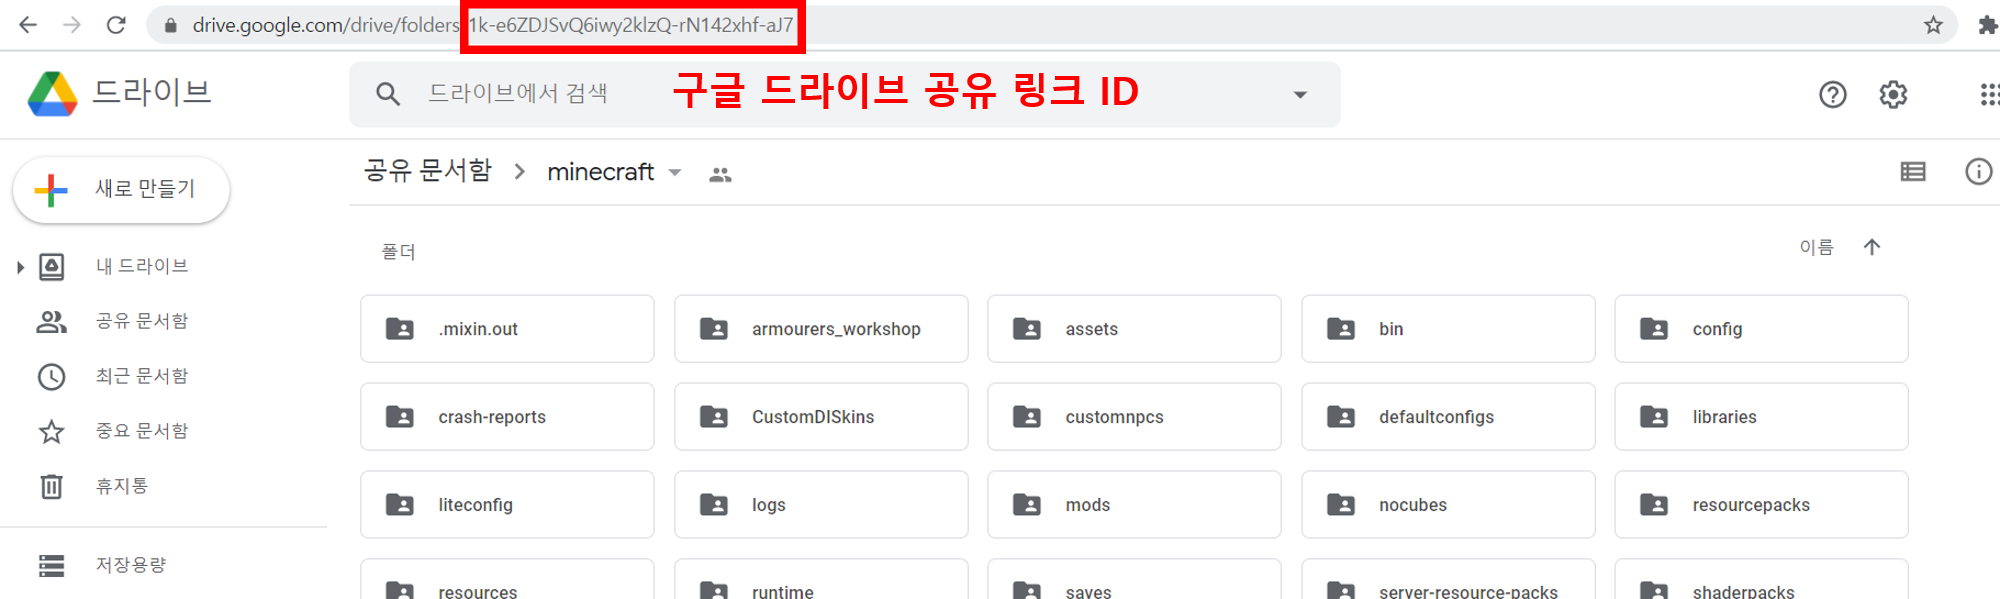 drive.google.com/drive/folders/1k-e6ZDJSvQ6iwy2klzQ-rN142xhf-aJ7
드라이브
드라이브에서 검색
구글 드라이브 공유 링크 ID
새로 만들기
공유 문서함
minecraft
내 드라이브
공유 문서함
최근 문서함
중요 문서함
휴지통
저장용량
폴더
이름
.mixin.out
armourers_workshop
assets
bin
config
crash-reports
CustomDISkins
customnpcs
defaultconfigs
libraries
liteconfig
logs
mods
nocubes
resourcepacks
resources
runtime
saves
server-resource-packs
shaderpacks